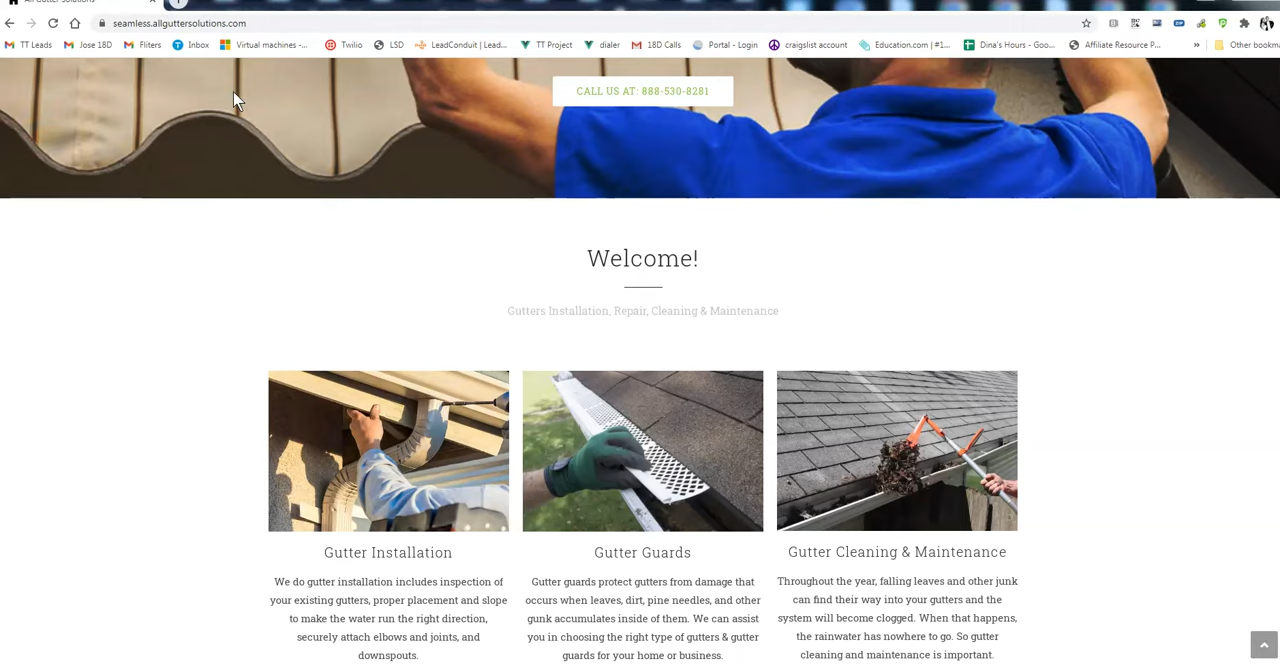 All Gutter Solutions
seamless.allguttersolutions.com
TT Leads Jose 18D Fliters Inbox Virtual machines -... Twilio LSD LeadConduit | Lead... TT Project dialer 18D Calls Portal - Login craigslist account Education.com | #1... Dina's Hours - Goo... Affiliate Resource P... » Other bookma
CALL US AT: 888-530-8281
Welcome!
Gutters Installation, Repair, Cleaning & Maintenance
Gutter Installation
We do gutter installation includes inspection of
your existing gutters, proper placement and slope
to make the water run the right direction,
securely attach elbows and joints, and
downspouts.
Gutter Guards
Gutter guards protect gutters from damage that
occurs when leaves, dirt, pine needles, and other
gunk accumulates inside of them. We can assist
you in choosing the right type of gutters & gutter
guards for your home or business.
Gutter Cleaning & Maintenance
Throughout the year, falling leaves and other junk
can find their way into your gutters and the
system will become clogged. When that happens,
the rainwater has nowhere to go. So gutter
cleaning and maintenance is important.